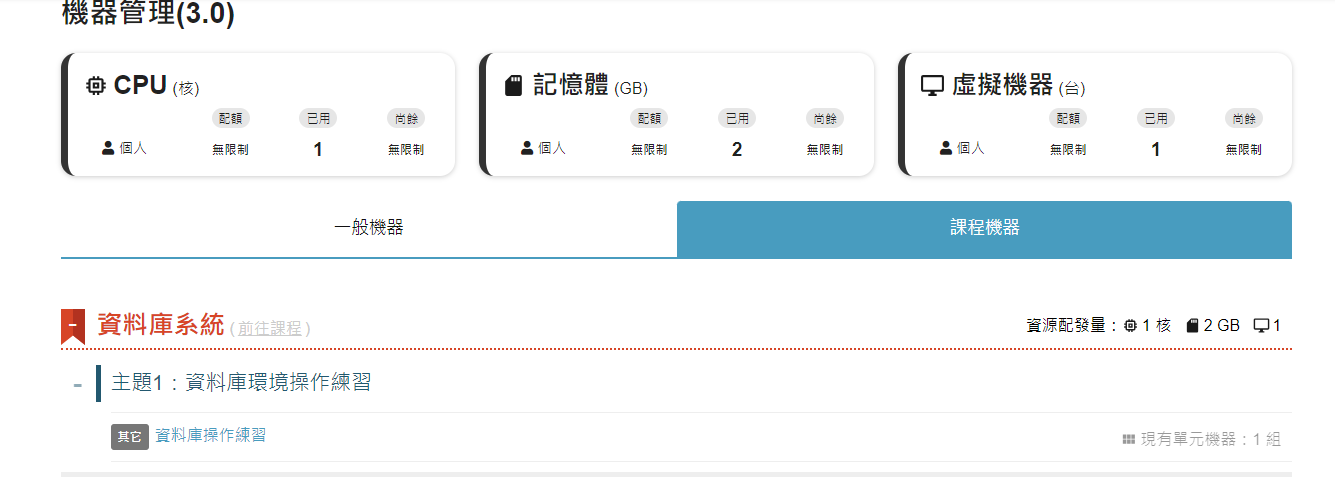 機器管理(3.0)
CPU (核)
配額 已用 尚餘
個人 無限制 1 無限制
記憶體 (GB)
配額 已用 尚餘
個人 無限制 2 無限制
虛擬機器 (台)
配額 已用 尚餘
個人 無限制 1 無限制
一般機器 課程機器
資料庫系統 ( 前往課程 ) 資源配發量： 1 核 2 GB 1
主題1：資料庫環境操作練習
其它 資料庫操作練習 現有單元機器：1 組